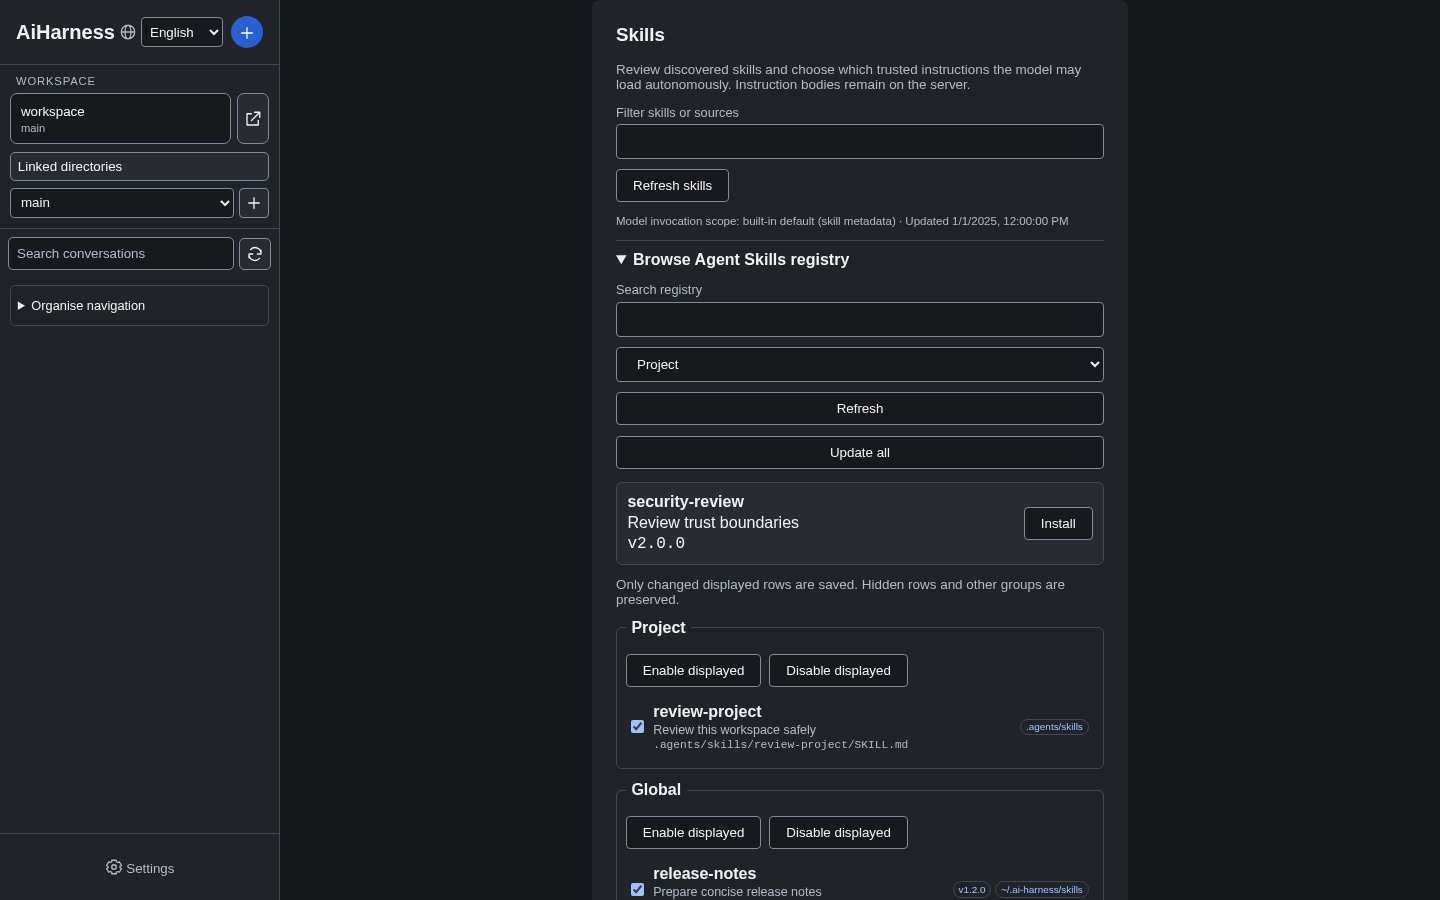 AiHarness
English
WORKSPACE
workspace
main
Linked directories
main
Search conversations
Organise navigation
Settings
Skills
Review discovered skills and choose which trusted instructions the model may
load autonomously. Instruction bodies remain on the server.
Filter skills or sources
Refresh skills
Model invocation scope: built-in default (skill metadata) · Updated 1/1/2025, 12:00:00 PM
Browse Agent Skills registry
Search registry
Project
Refresh
Update all
security-review
Review trust boundaries
v2.0.0
Install
Only changed displayed rows are saved. Hidden rows and other groups are
preserved.
Project
Enable displayed
Disable displayed
review-project
Review this workspace safely
.agents/skills/review-project/SKILL.md
.agents/skills
Global
Enable displayed
Disable displayed
release-notes
Prepare concise release notes
v1.2.0
~/.ai-harness/skills